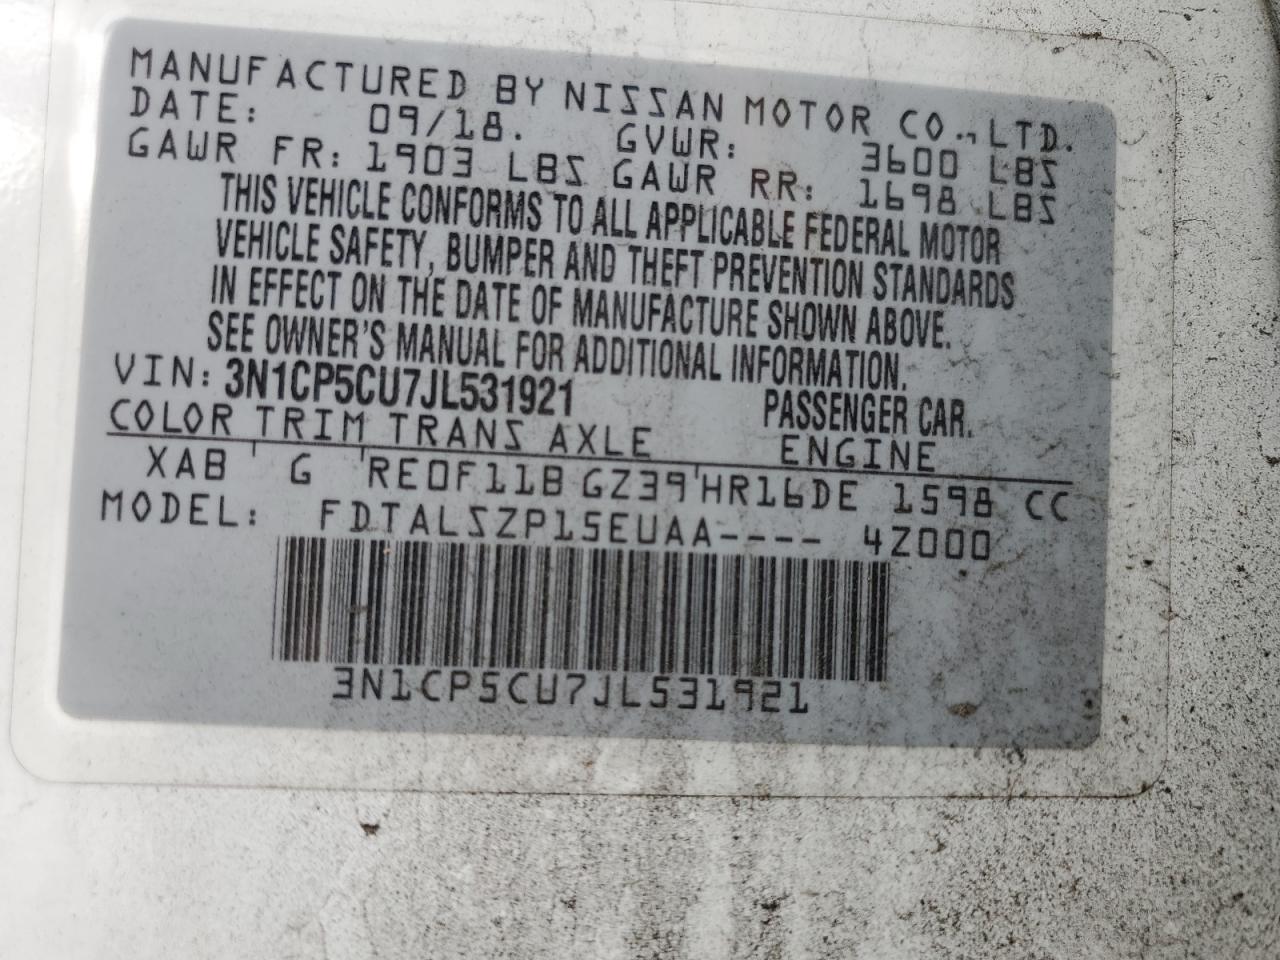 MANUFACTURED BY NISSAN MOTOR CO., LTD.
DATE: 09/18. GVWR: 3600 LBS
GAWR FR: 1903 LBS GAWR RR: 1698 LBS
THIS VEHICLE CONFORMS TO ALL APPLICABLE FEDERAL MOTOR
VEHICLE SAFETY, BUMPER AND THEFT PREVENTION STANDARDS
IN EFFECT ON THE DATE OF MANUFACTURE SHOWN ABOVE.
SEE OWNER'S MANUAL FOR ADDITIONAL INFORMATION.
VIN: 3N1CP5CU7JL531921 PASSENGER CAR.
COLOR TRIM TRANS AXLE ENGINE
XAB G RE0F11B GZ39 HR16DE 1598 CC
MODEL: FDTALSZP15EUAA---- 4Z000
3N1CP5CU7JL531921